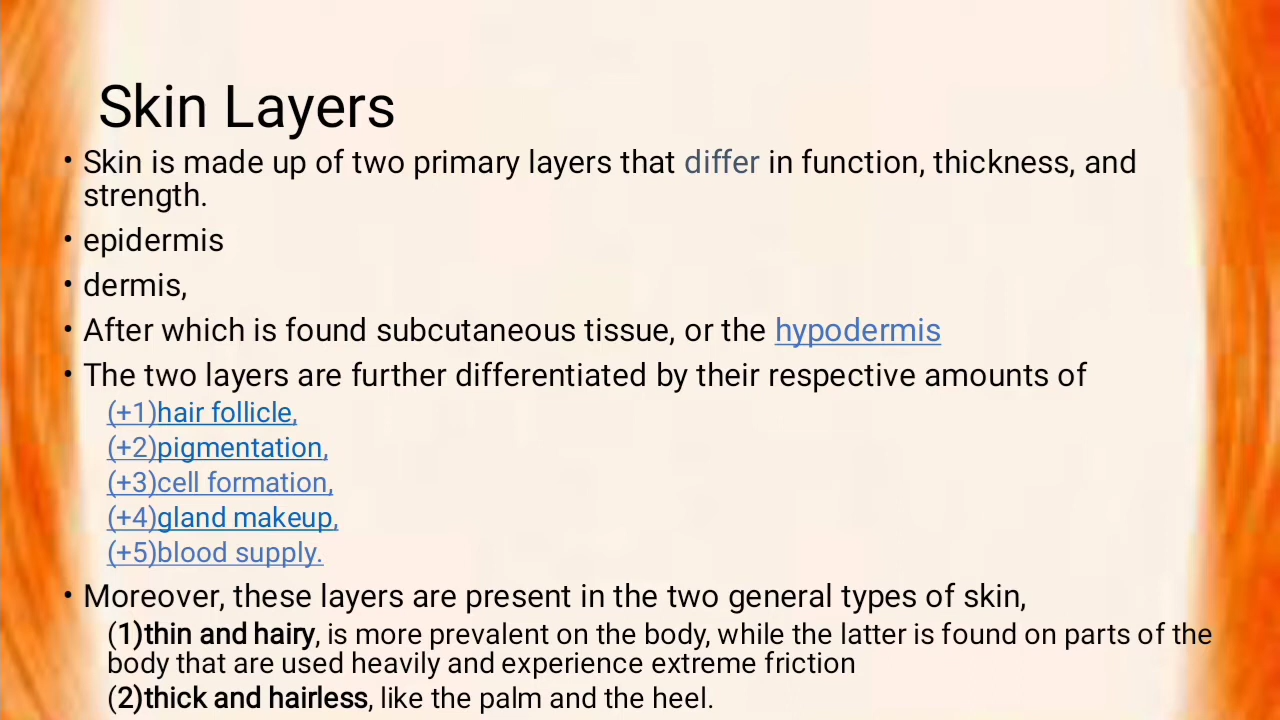 Skin Layers
• Skin is made up of two primary layers that differ in function, thickness, and
strength.
• epidermis
• dermis,
• After which is found subcutaneous tissue, or the hypodermis
• The two layers are further differentiated by their respective amounts of
(+1)hair follicle,
(+2)pigmentation,
(+3)cell formation,
(+4)gland makeup,
(+5)blood supply.
• Moreover, these layers are present in the two general types of skin,
(1)thin and hairy, is more prevalent on the body, while the latter is found on parts of the
body that are used heavily and experience extreme friction
(2)thick and hairless, like the palm and the heel.